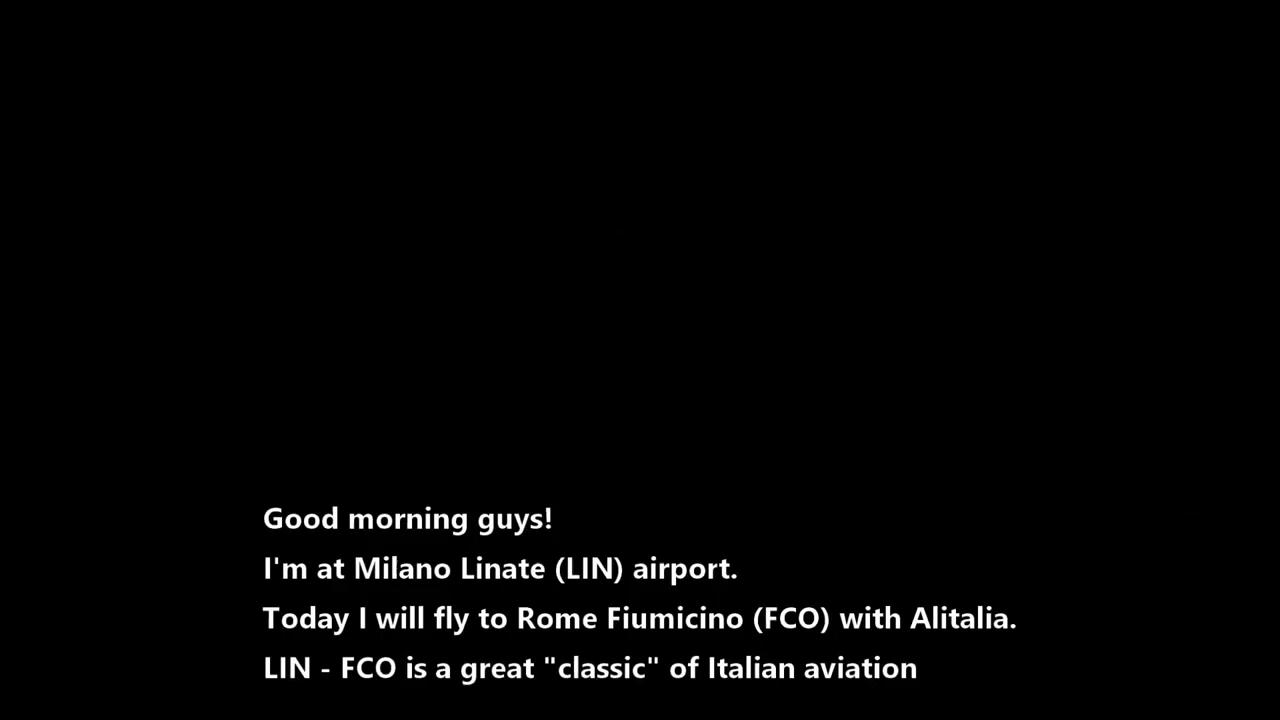 Good morning guys!
I'm at Milano Linate (LIN) airport.
Today I will fly to Rome Fiumicino (FCO) with Alitalia.
LIN - FCO is a great "classic" of Italian aviation